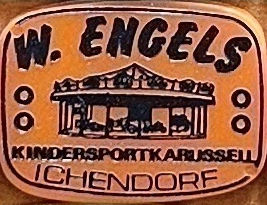 W. ENGELS
KINDERSPORTKARUSSELL
ICHENDORF